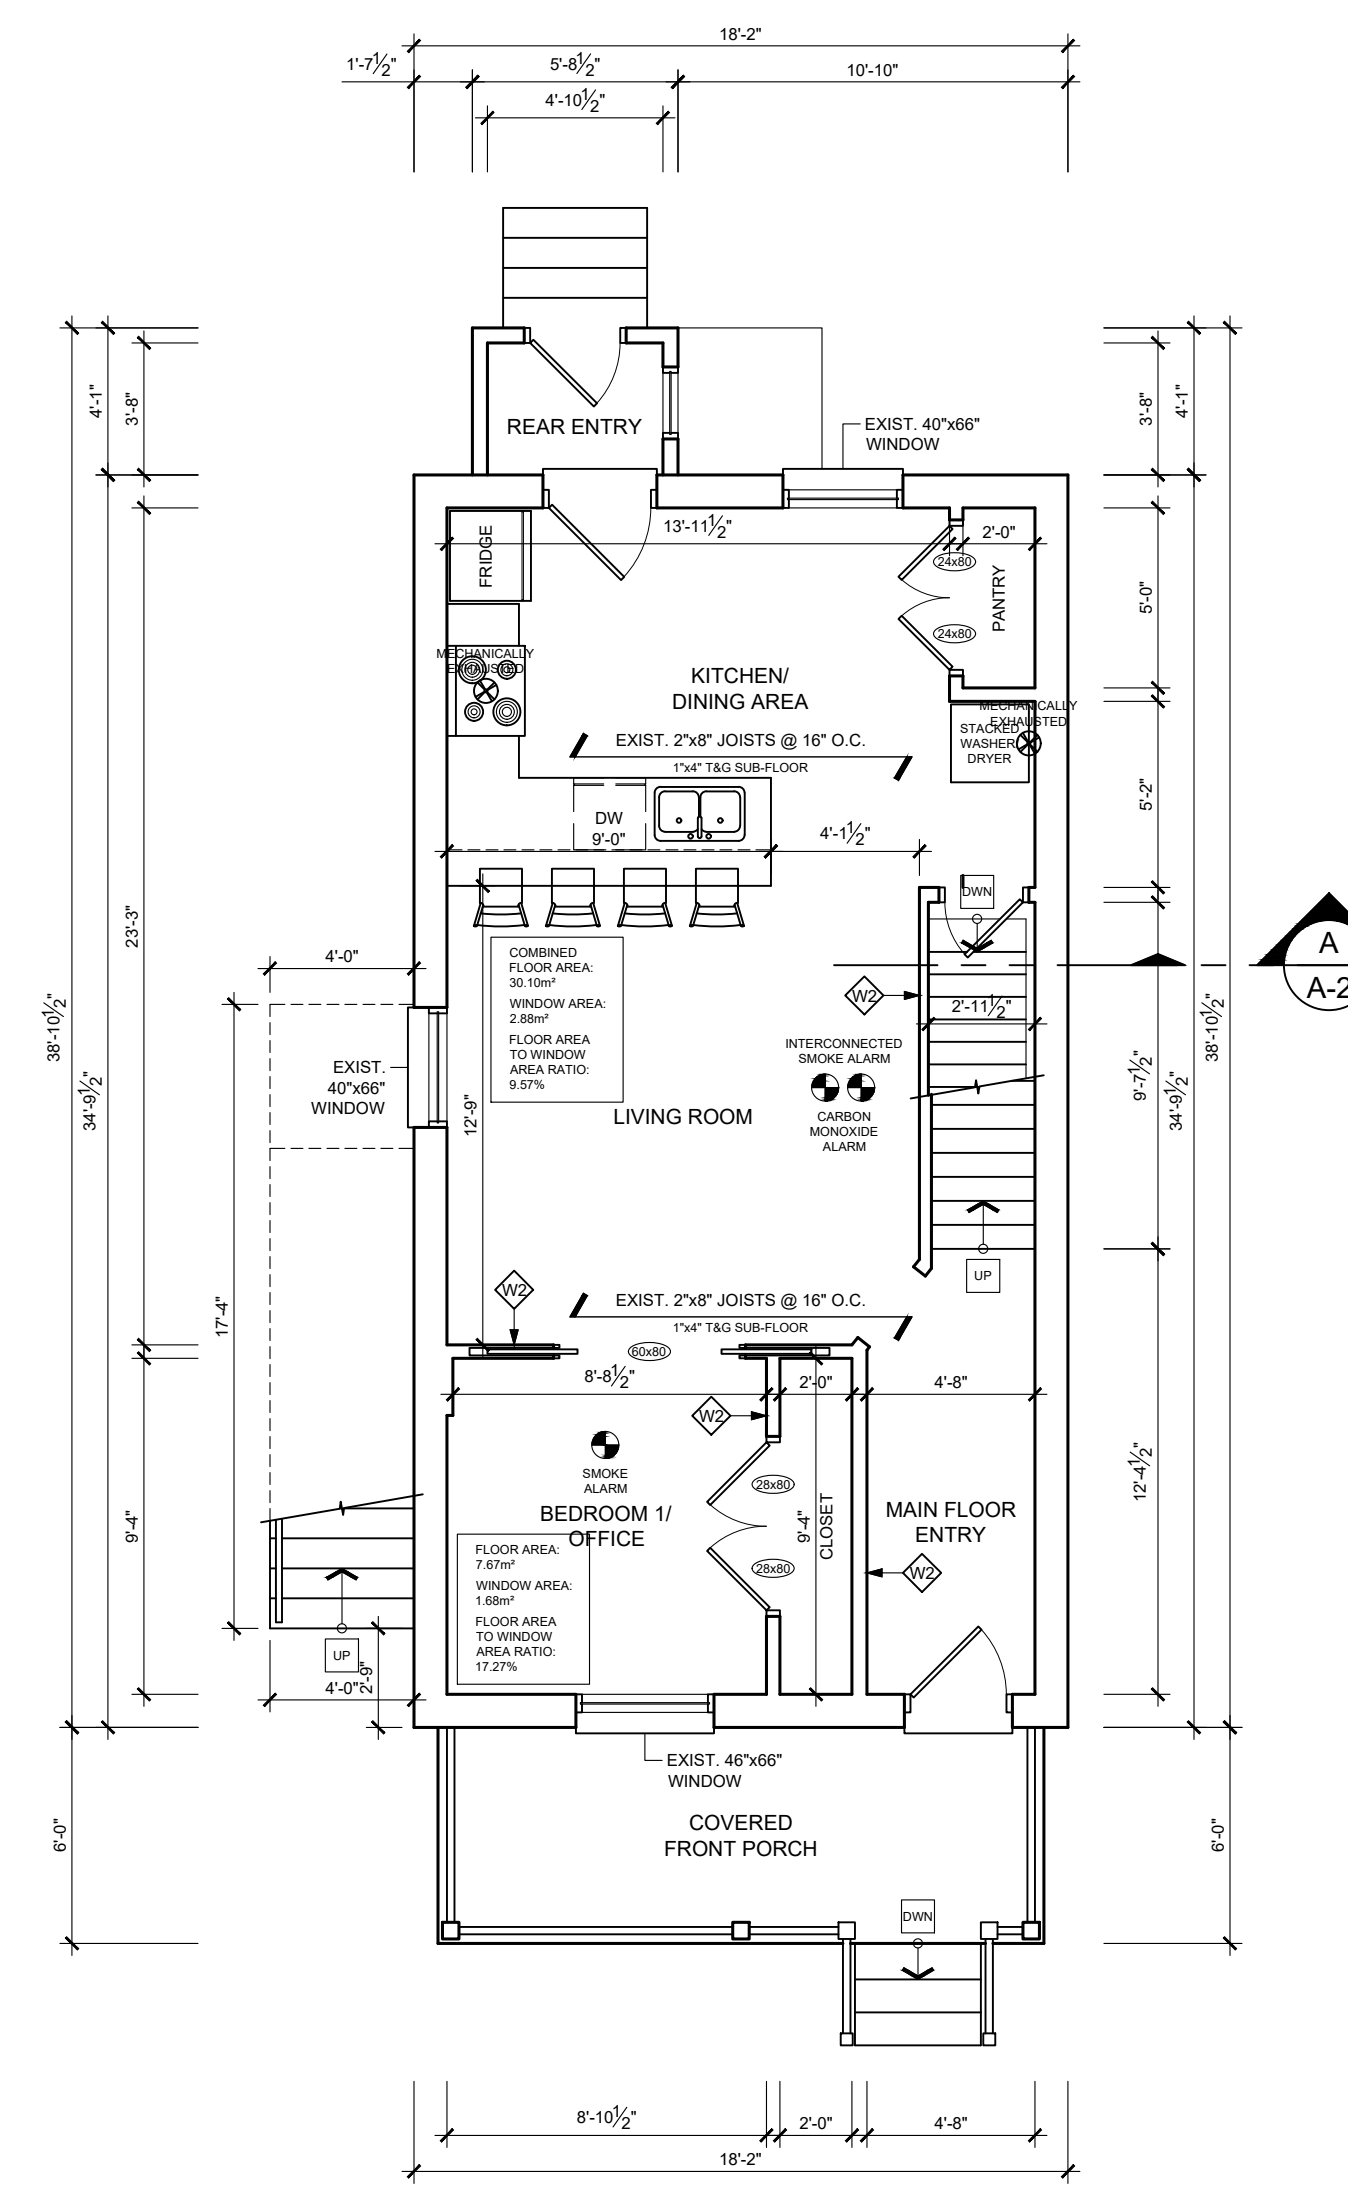 18'-2"
1'-7½"
5'-8½"
10'-10"
4'-10½"
4'-1"
3'-8"
3'-8"
4'-1"
REAR ENTRY
EXIST. 40"x66"
WINDOW
FRIDGE
13'-11½"
2'-0"
24x80
PANTRY
24x80
5'-0"
MECHANICALLY
EXHAUSTED
KITCHEN/
DINING AREA
MECHANICALLY
EXHAUSTED
STACKED
WASHER/
DRYER
EXIST. 2"x8" JOISTS @ 16" O.C.
1"x4" T&G SUB-FLOOR
5'-2"
DW
9'-0"
4'-1½"
DWN
23'-3"
4'-0"
COMBINED
FLOOR AREA:
30.10m²
WINDOW AREA:
2.88m²
FLOOR AREA
TO WINDOW
AREA RATIO:
9.57%
A
A-2
W2
2'-11½"
38'-10½"
34'-9½"
EXIST.
40"x66"
WINDOW
12'-9"
INTERCONNECTED
SMOKE ALARM
CARBON
MONOXIDE
ALARM
LIVING ROOM
9'-7½"
34'-9½"
38'-10½"
17'-4"
W2
UP
EXIST. 2"x8" JOISTS @ 16" O.C.
1"x4" T&G SUB-FLOOR
60x80
8'-8½"
2'-0"
4'-8"
W2
SMOKE
ALARM
28x80
BEDROOM 1/
OFFICE
9'-4"
CLOSET
MAIN FLOOR
ENTRY
12'-4½"
9'-4"
FLOOR AREA:
7.67m²
WINDOW AREA:
1.68m²
FLOOR AREA
TO WINDOW
AREA RATIO:
17.27%
28x80
W2
UP
2'-9"
4'-0"
EXIST. 46"x66"
WINDOW
COVERED
FRONT PORCH
6'-0"
6'-0"
DWN
8'-10½"
2'-0"
4'-8"
18'-2"